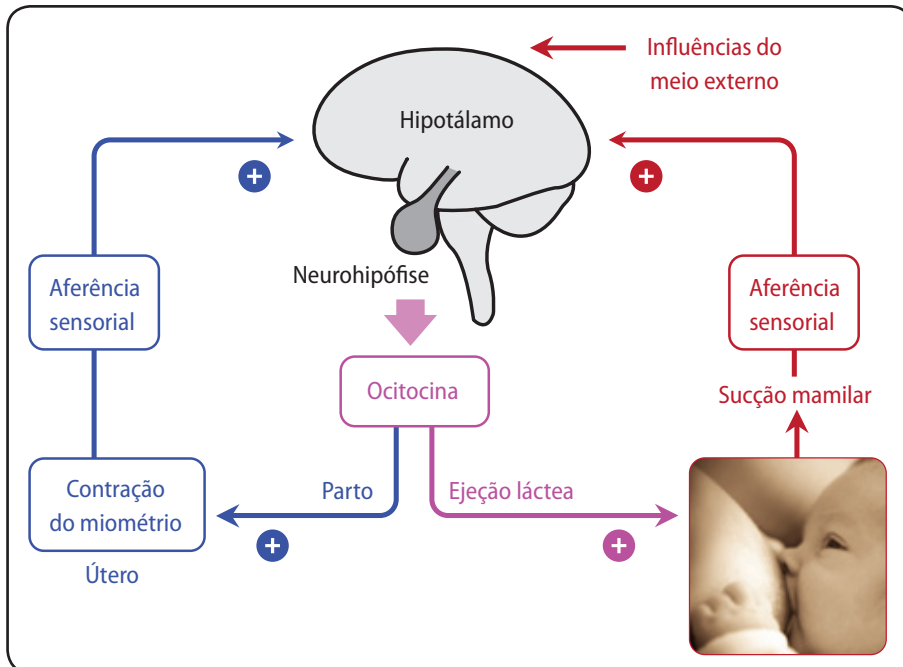 Influências do
meio externo
Hipotálamo
+
+
Neurohipófise
Aferência
sensorial
Aferência
sensorial
Ocitocina
Sucção mamilar
Contração
do miométrio
Parto
Ejeção láctea
+
+
Útero